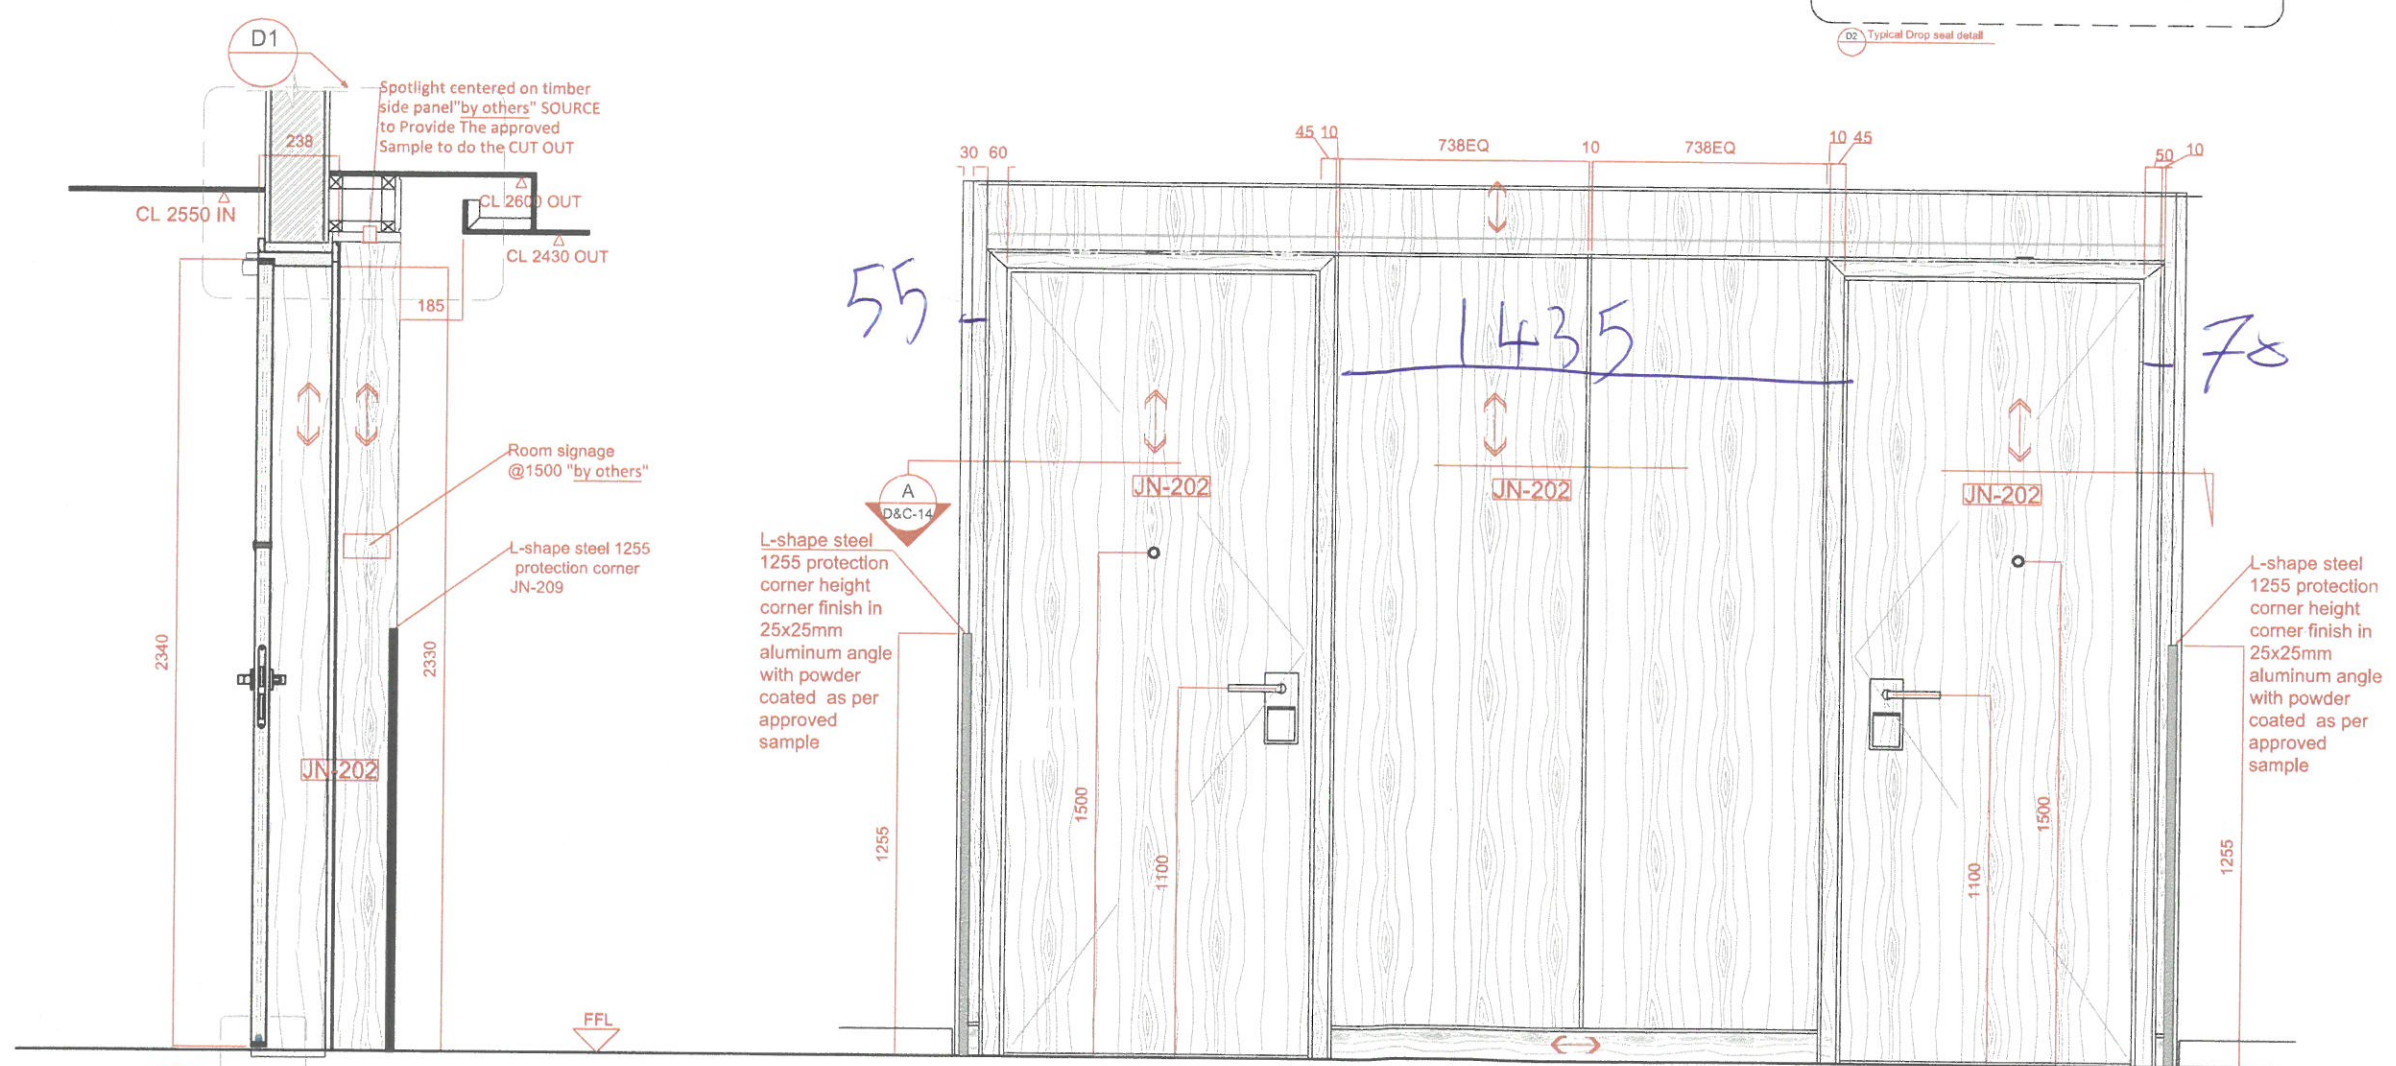 D2 Typical Drop seal detail
D1
Spotlight centered on timber
side panel"by others" SOURCE
to Provide The approved
Sample to do the CUT OUT
238
CL 2550 IN
CL 2600 OUT
CL 2430 OUT
185
2340
2330
Room signage
@1500 "by others"
L-shape steel 1255
protection corner
JN-209
JN-202
FFL
30 60
45 10
738EQ
10
738EQ
10 45
50 10
55
1435
A
D&C-14
JN-202
JN-202
JN-202
L-shape steel
1255 protection
corner height
corner finish in
25x25mm
aluminum angle
with powder
coated as per
approved
sample
1255
1500
1100
1100
1500
1255
L-shape steel
1255 protection
corner height
corner finish in
25x25mm
aluminum angle
with powder
coated as per
approved
sample